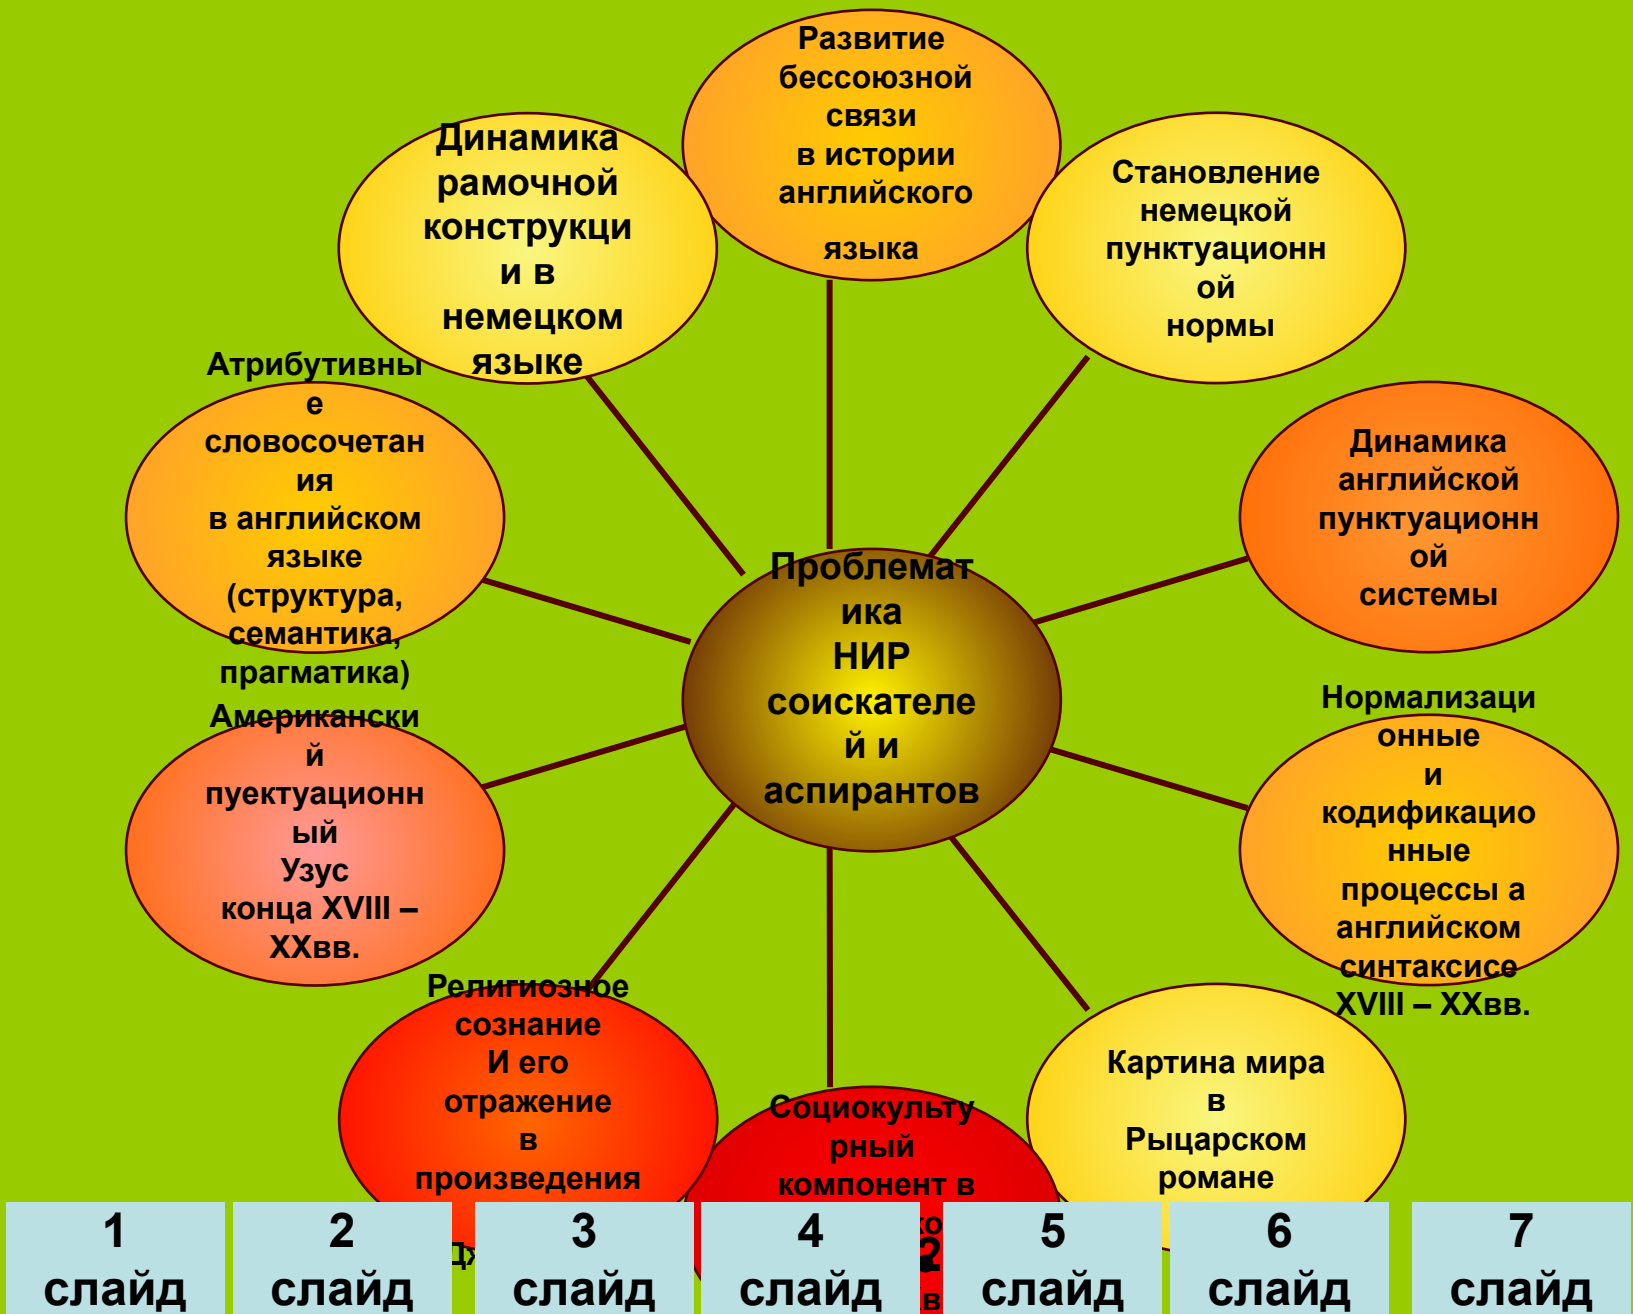 Развитие
бессоюзной
связи
в истории
английского
языка
Динамика
рамочной
конструкци
и в
немецком
языке
Становление
немецкой
пунктуационн
ой
нормы
Атрибутивны
е
словосочетан
ия
в английском
языке
(структура,
семантика,
прагматика)
Динамика
английской
пунктуационн
ой
системы
Проблемат
ика
НИР
соискателе
й и
аспирантов
Американски
й
пуектуационн
ый
Узус
конца XVIII –
XXвв.
Нормализаци
онные
и
кодификацио
нные
процессы а
английском
синтаксисе
XVIII – XXвв.
Религиозное
сознание
И его
отражение
в
произведения
Социокульту
рный
компонент в
Картина мира
в
Рыцарском
романе
1
слайд
2
слайд
3
слайд
4
слайд
5
слайд
6
слайд
7
слайд